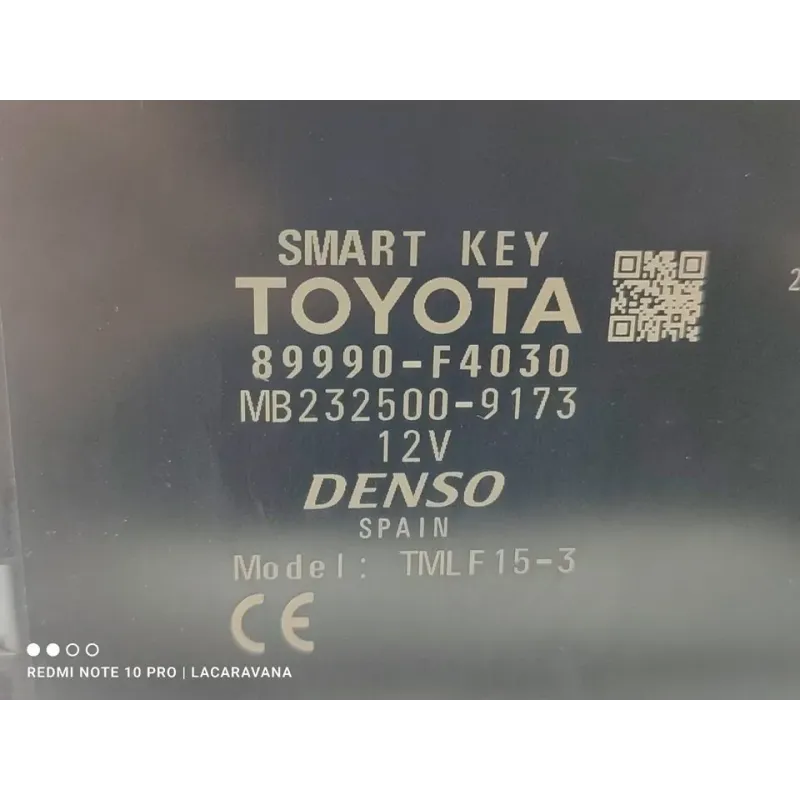 SMART KEY
TOYOTA
89990-F4030
MB232500-9173
12V
DENSO
SPAIN
Model: TMLF15-3
CE
2
REDMI NOTE 10 PRO | LACARAVANA